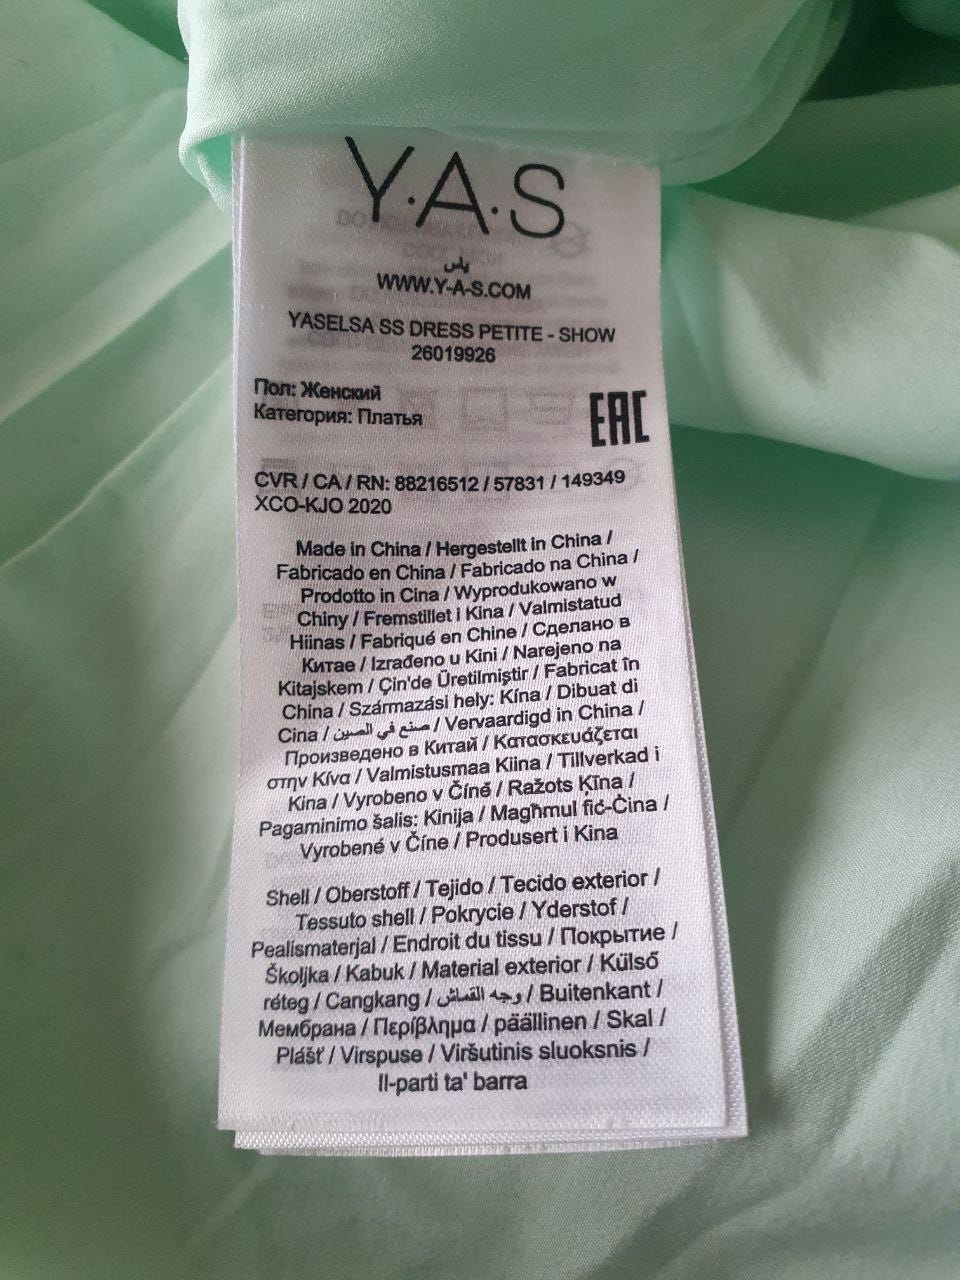 Y·A·S
ياس
WWW.Y-A-S.COM
YASELSA SS DRESS PETITE - SHOW
26019926
Пол: Женский
Категория: Платья
EAC
CVR / CA / RN: 88216512 / 57831 / 149349
XCO-KJO 2020
Made in China / Hergestellt in China /
Fabricado en China / Fabricado na China /
Prodotto in Cina / Wyprodukowano w
Chiny / Fremstillet i Kina / Valmistatud
Hiinas / Fabriqué en Chine / Сделано в
Китае / Izrađeno u Kini / Narejeno na
Kitajskem / Çin'de Üretilmiştir / Fabricat în
China / Származási hely: Kína / Dibuat di
Cina / صنع في الصين / Vervaardigd in China /
Произведено в Китай / Κατασκευάζεται
στην Κίνα / Valmistusmaa Kiina / Tillverkad i
Kina / Vyrobeno v Číně / Ražots Ķīna /
Pagaminimo šalis: Kinija / Magħmul fiċ-Ċina /
Vyrobené v Číne / Produsert i Kina
Shell / Oberstoff / Tejido / Tecido exterior /
Tessuto shell / Pokrycie / Yderstof /
Pealismaterjal / Endroit du tissu / Покрытие /
Školjka / Kabuk / Material exterior / Külső
réteg / Cangkang / وجه القماش / Buitenkant /
Мембрана / Περίβλημα / päällinen / Skal /
Plášť / Virspuse / Viršutinis sluoksnis /
Il-parti ta' barra